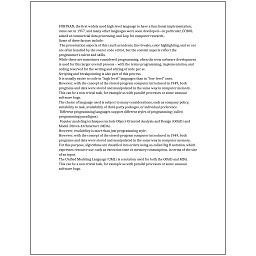 FORTRAN, the first widely used high-level language to have a functional implementation,
came out in 1957, and many other languages were soon developed—in particular, COBOL
aimed at commercial data processing, and Lisp for computer research.
Some of these factors include:
The presentation aspects of this (such as indents, line breaks, color highlighting, and so on)
are often handled by the source code editor, but the content aspects reflect the
programmer's talent and skills.
While these are sometimes considered programming, often the term software development
is used for this larger overall process – with the terms programming, implementation, and
coding reserved for the writing and editing of code per se.
Scripting and breakpointing is also part of this process.
It is usually easier to code in "high-level" languages than in "low-level" ones.
However, with the concept of the stored-program computer introduced in 1949, both
programs and data were stored and manipulated in the same way in computer memory.
This can be a non-trivial task, for example as with parallel processes or some unusual
software bugs.
The choice of language used is subject to many considerations, such as company policy,
suitability to task, availability of third-party packages, or individual preference.
Different programming languages support different styles of programming (called
programming paradigms).
Popular modeling techniques include Object-Oriented Analysis and Design (OOAD) and
Model-Driven Architecture (MDA).
However, readability is more than just programming style.
However, with the concept of the stored-program computer introduced in 1949, both
programs and data were stored and manipulated in the same way in computer memory.
For this purpose, algorithms are classified into orders using so-called Big O notation, which
expresses resource use, such as execution time or memory consumption, in terms of the size
of an input.
The Unified Modeling Language (UML) is a notation used for both the OOAD and MDA.
This can be a non-trivial task, for example as with parallel processes or some unusual
software bugs.